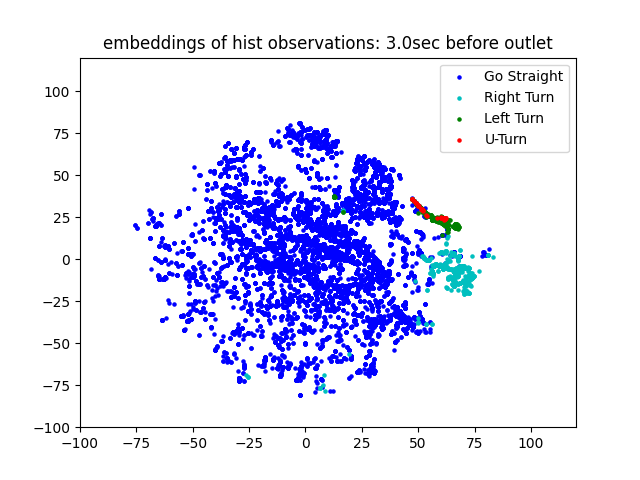 embeddings of hist observations: 3.0sec before outlet
Go Straight
Right Turn
Left Turn
U-Turn
100
75
50
25
0
−25
−50
−75
−100
−100 −75 −50 −25 0 25 50 75 100